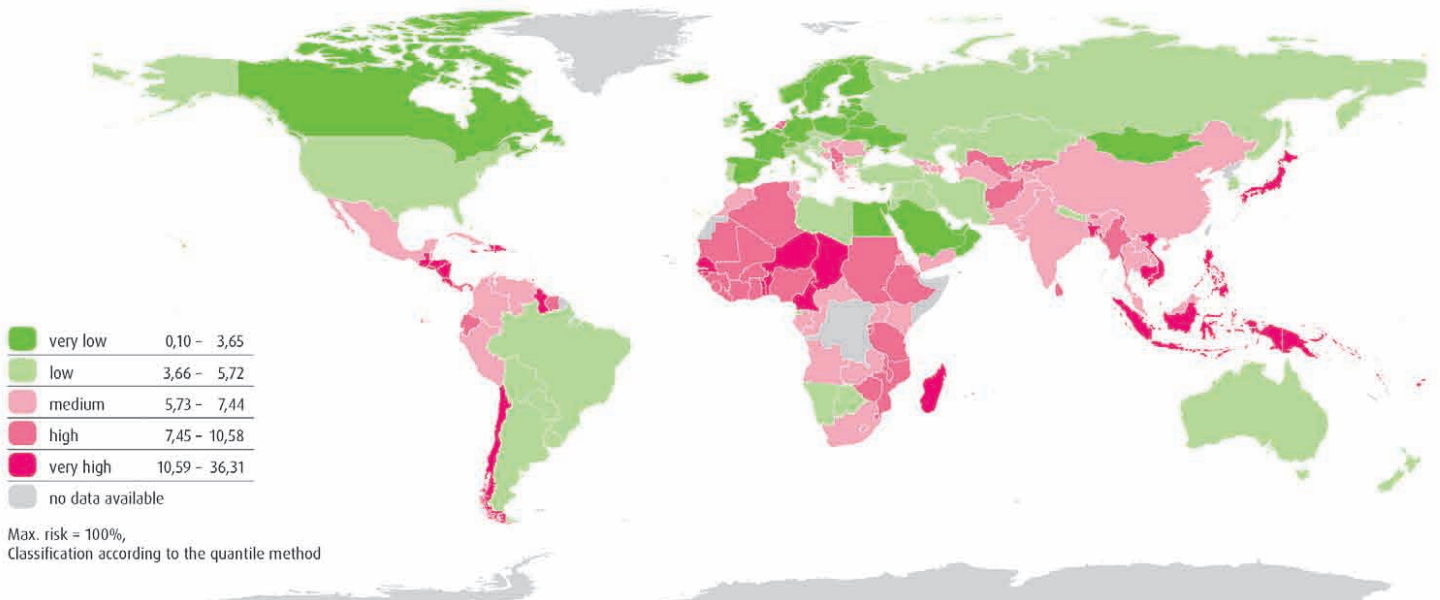 very low 0,10 – 3,65
low 3,66 – 5,72
medium 5,73 – 7,44
high 7,45 – 10,58
very high 10,59 – 36,31
no data available
Max. risk = 100%,
Classification according to the quantile method